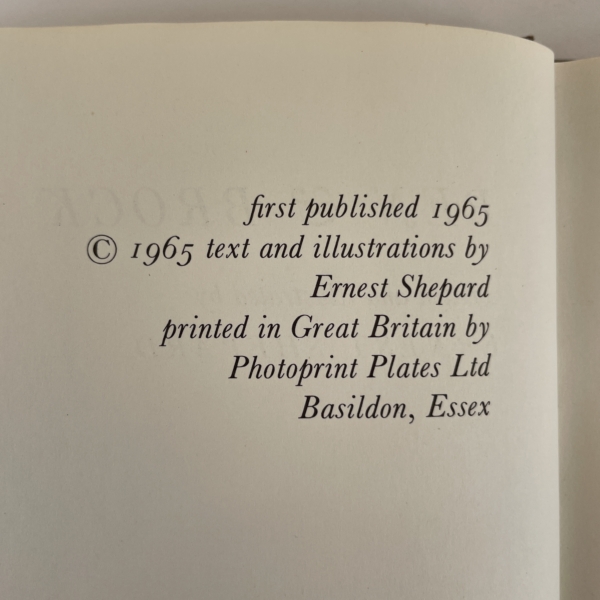 first published 1965
© 1965 text and illustrations by
Ernest Shepard
printed in Great Britain by
Photoprint Plates Ltd
Basildon, Essex